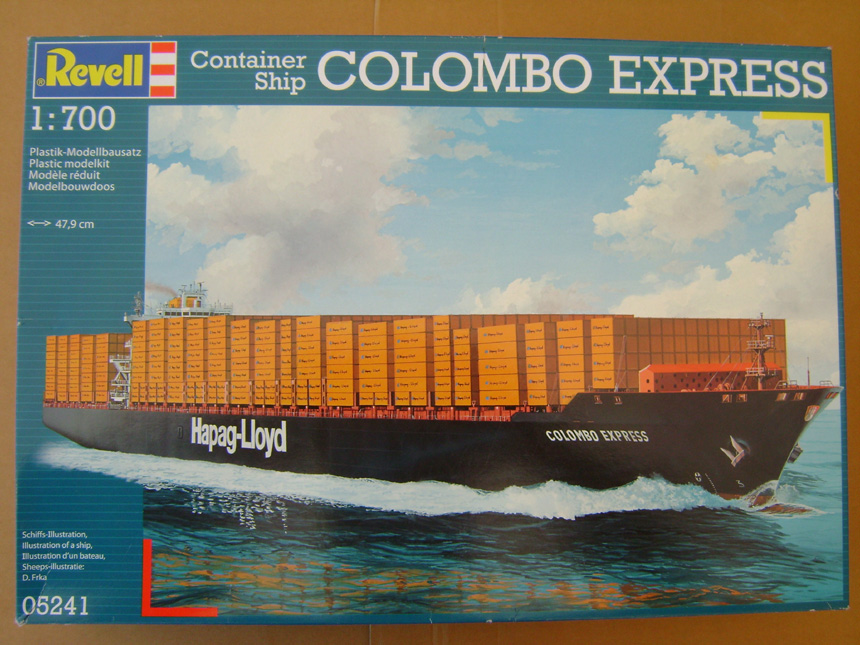 ®Revell
Container
Ship
COLOMBO EXPRESS
1:700
Plastik-Modellbausatz
Plastic modelkit
Modèle réduit
Modelbouwdoos
47,9 cm
Hapag-Lloyd
COLOMBO EXPRESS
Schiffs-Illustration,
Illustration of a ship,
Illustration d'un bateau,
Sheeps-illustratie:
D. Frka
05241